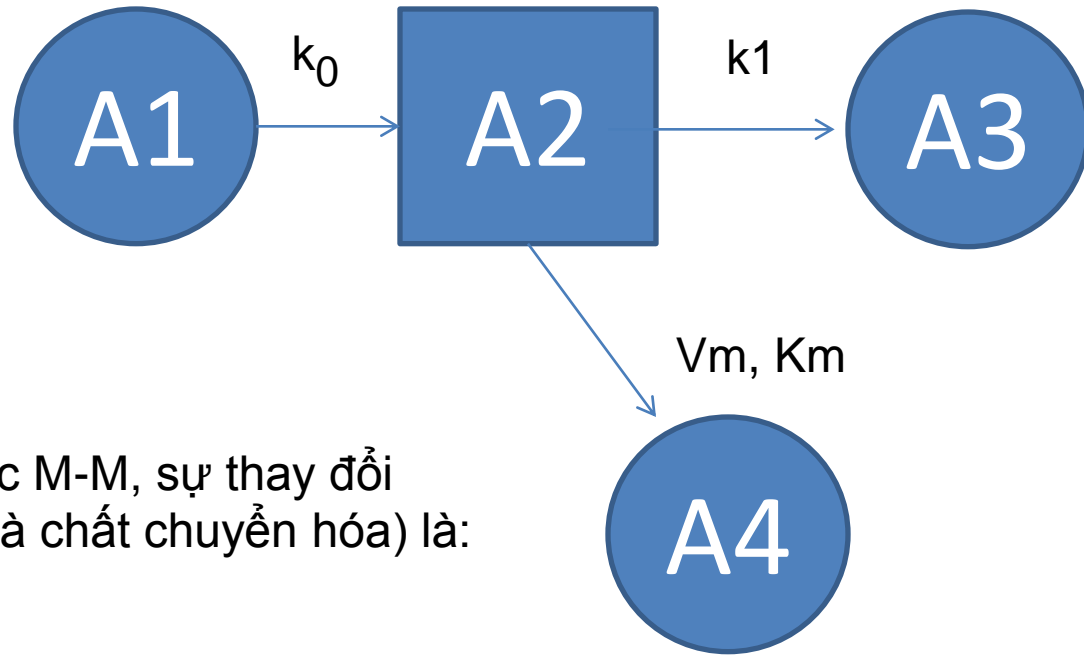 k0
k1
A1
A2
A3
Vm, Km
c M-M, sự thay đổi
à chất chuyển hóa) là:
A4